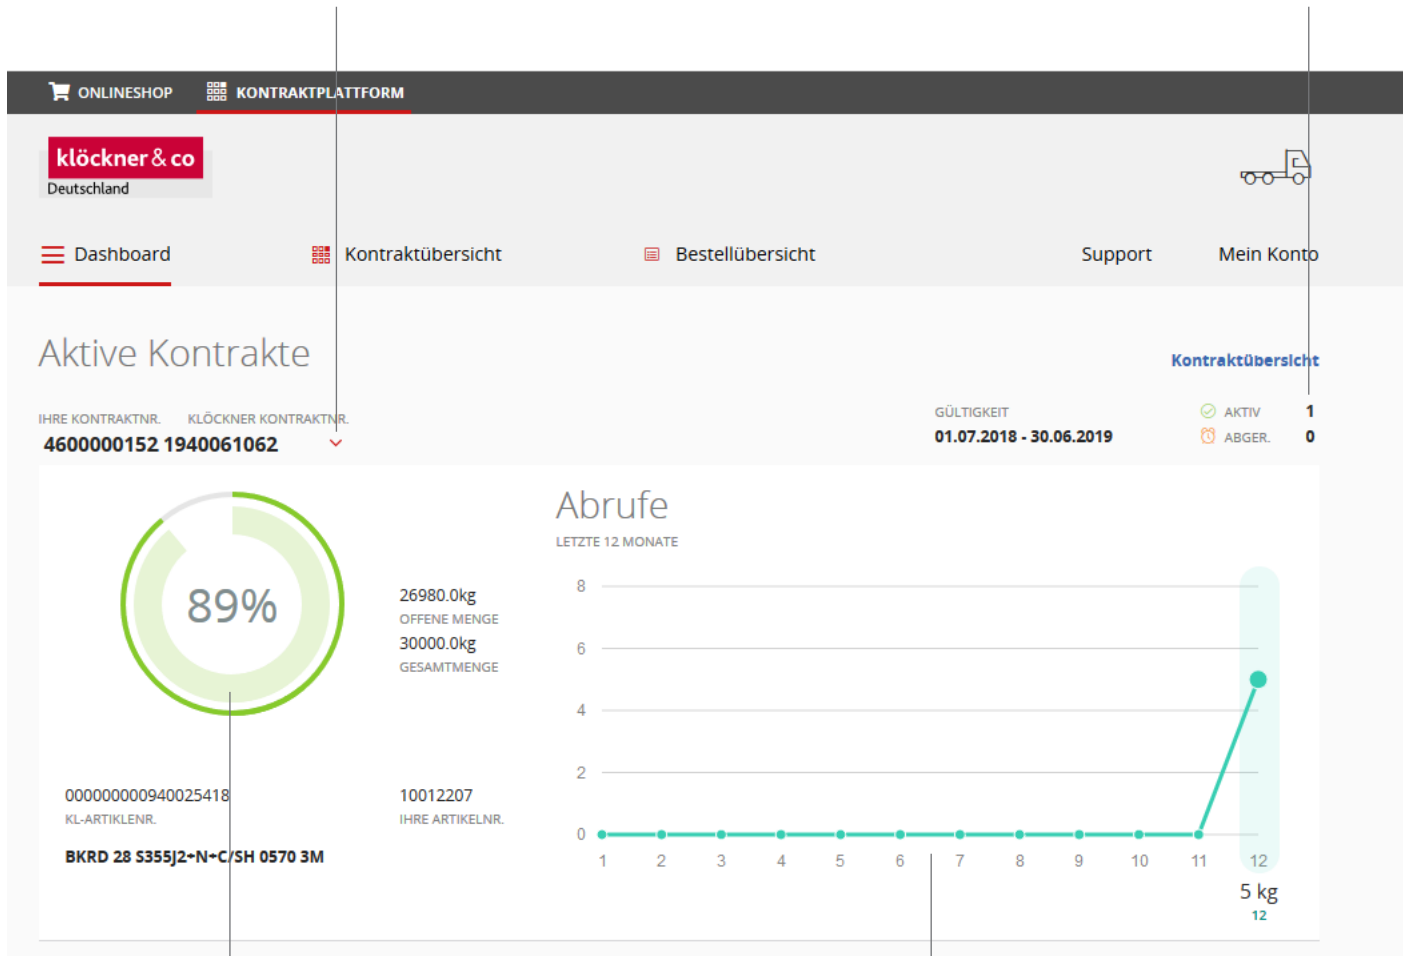 ONLINESHOP KONTRAKTPLATTFORM
klöckner & co
Deutschland
Dashboard Kontraktübersicht Bestellübersicht Support Mein Konto
Aktive Kontrakte
Kontraktübersicht
IHRE KONTRAKTNR. KLÖCKNER KONTRAKTNR.
4600000152 1940061062
GÜLTIGKEIT
01.07.2018 - 30.06.2019
AKTIV 1
ABGER. 0
89%
26980.0kg
OFFENE MENGE
30000.0kg
GESAMTMENGE
000000000940025418
KL-ARTIKLENR.
10012207
IHRE ARTIKELNR.
BKRD 28 S355J2+N+C/SH 0570 3M
Abrufe
LETZTE 12 MONATE
8
6
4
2
0
1 2 3 4 5 6 7 8 9 10 11 12
5 kg
12